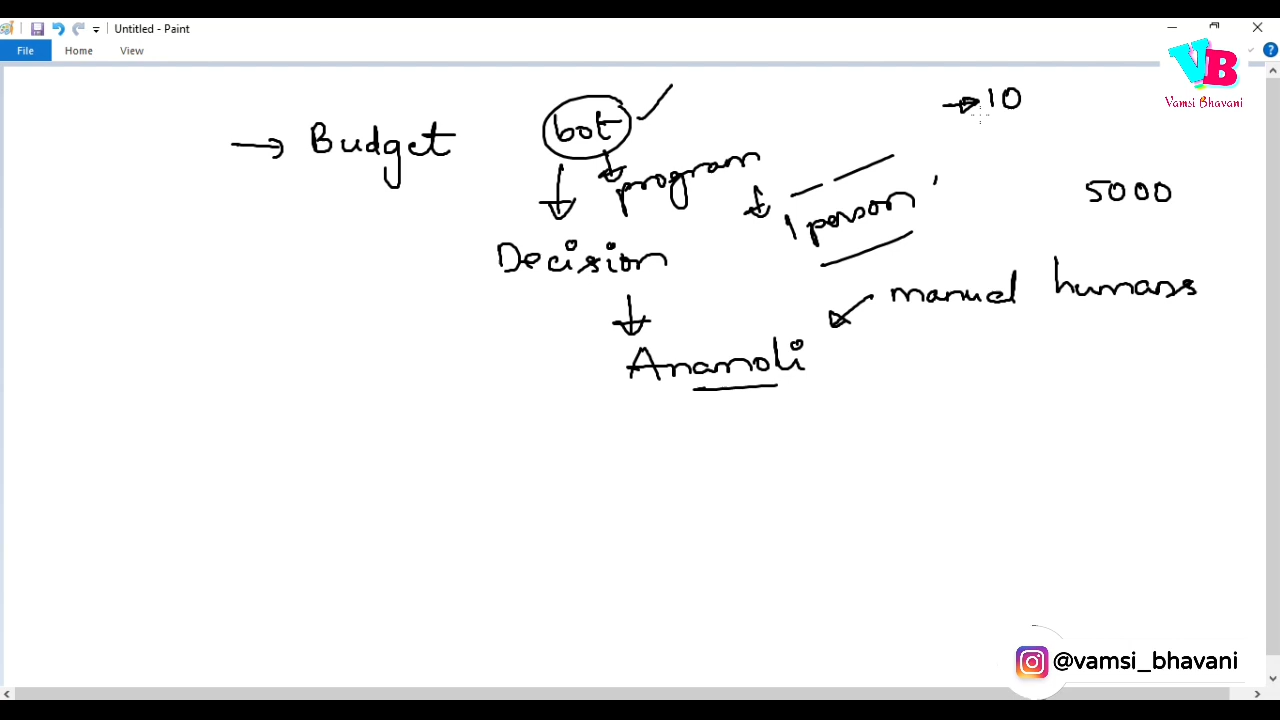 Untitled - Paint
File Home View
VB
Vamsi Bhavani
→ Budget
bot
→ 10
program
1 person
5000
Decision
manual humans
Anamoli
@vamsi_bhavani